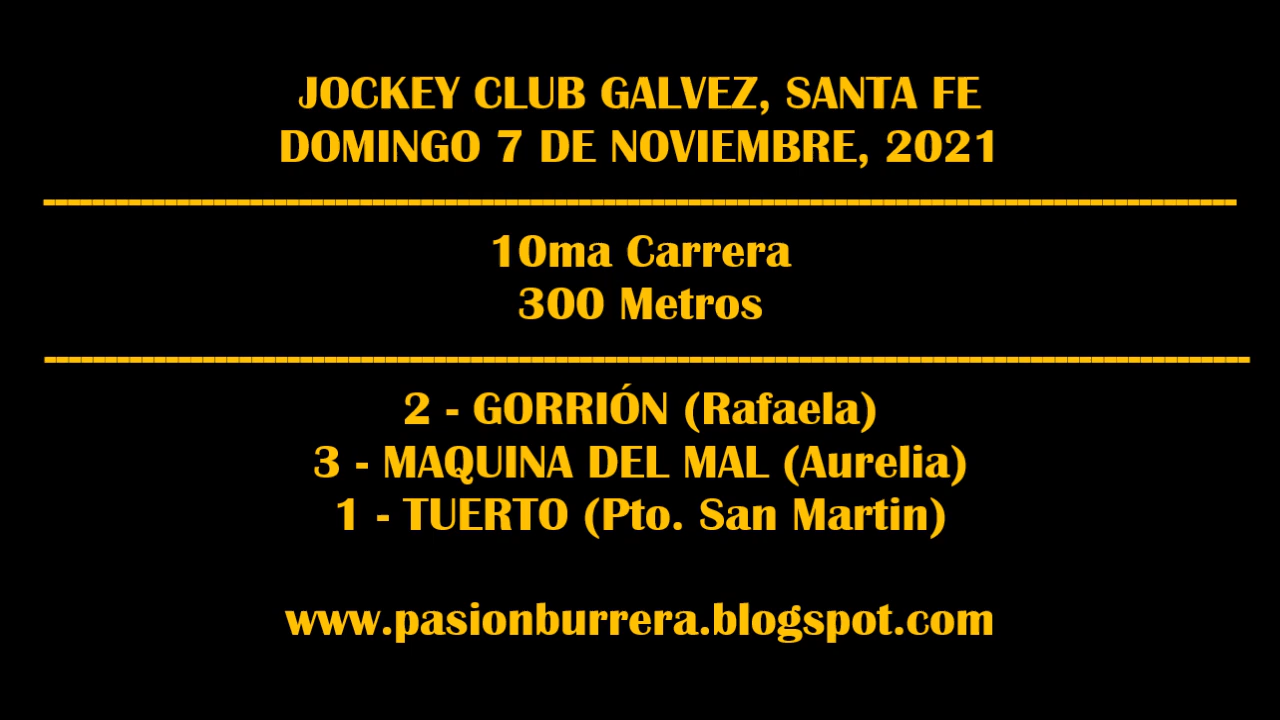 JOCKEY CLUB GALVEZ, SANTA FE
DOMINGO 7 DE NOVIEMBRE, 2021
10ma Carrera
300 Metros
2 - GORRIÓN (Rafaela)
3 - MAQUINA DEL MAL (Aurelia)
1 - TUERTO (Pto. San Martin)
www.pasionburrera.blogspot.com